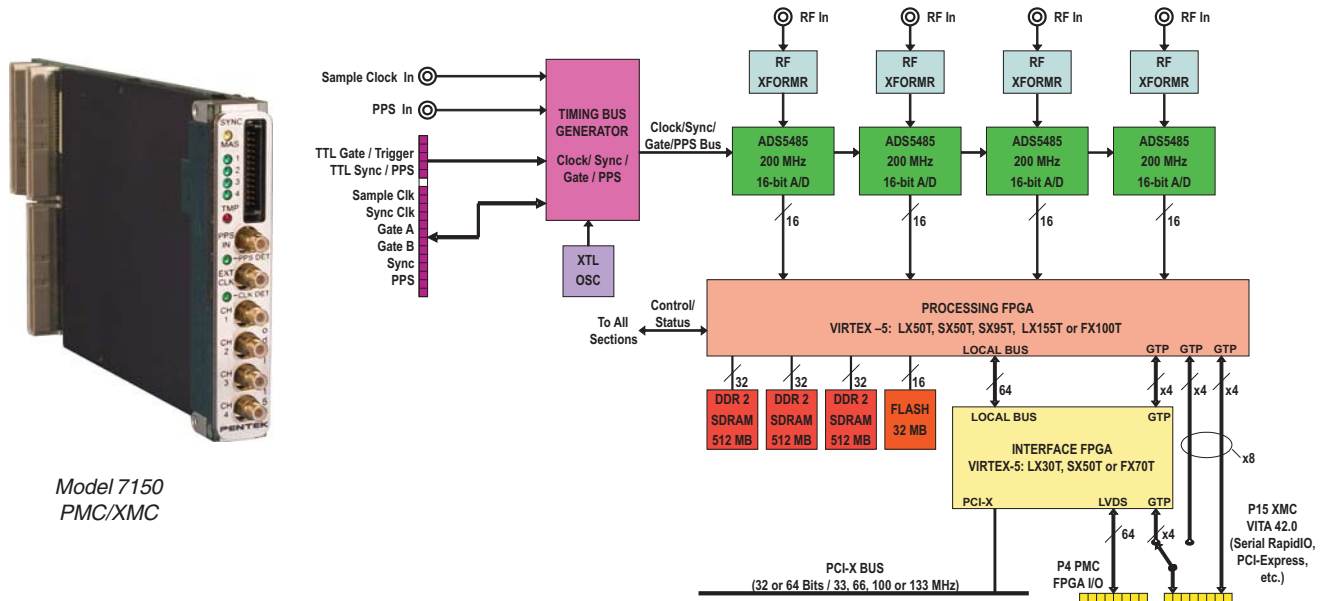 SYNC
MAS
1
2
3
4
TMP
PPS
IN
PPS DET
EXT
CLK
CLK DET
CH
1
CH
2
CH
3
CH
4
PENTEK
Model 7150
PMC/XMC
Sample Clock In
PPS In
TTL Gate / Trigger
TTL Sync / PPS
Sample Clk
Sync Clk
Gate A
Gate B
Sync
PPS
TIMING BUS
GENERATOR
Clock/ Sync /
Gate / PPS
XTL
OSC
Clock/Sync/
Gate/PPS Bus
RF In
RF In
RF In
RF In
RF
XFORMR
RF
XFORMR
RF
XFORMR
RF
XFORMR
ADS5485
200 MHz
16-bit A/D
ADS5485
200 MHz
16-bit A/D
ADS5485
200 MHz
16-bit A/D
ADS5485
200 MHz
16-bit A/D
16
16
16
16
Control/
Status
To All
Sections
PROCESSING FPGA
VIRTEX –5: LX50T, SX50T, SX95T, LX155T or FX100T
LOCAL BUS
GTP
GTP
GTP
32
32
32
16
64
x4
x4
x4
DDR 2
SDRAM
512 MB
DDR 2
SDRAM
512 MB
DDR 2
SDRAM
512 MB
FLASH
32 MB
LOCAL BUS
GTP
INTERFACE FPGA
VIRTEX-5: LX30T, SX50T or FX70T
PCI-X
LVDS
GTP
x8
64
x4
P15 XMC
VITA 42.0
(Serial RapidIO,
PCI-Express,
etc.)
PCI-X BUS
(32 or 64 Bits / 33, 66, 100 or 133 MHz)
P4 PMC
FPGA I/O